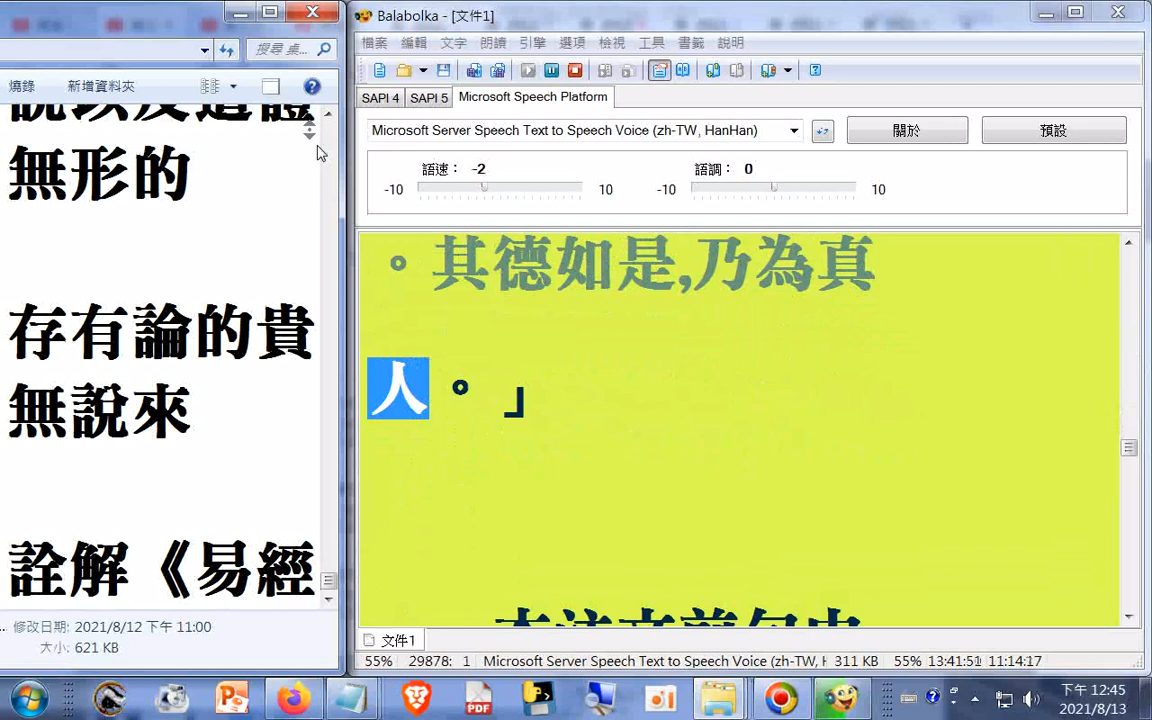 Balabolka - [文件1]
搜尋 桌...
檔案 編輯 文字 朗讀 引擎 選項 檢視 工具 書籤 說明
燒錄 新增資料夾
SAPI 4 SAPI 5 Microsoft Speech Platform
Microsoft Server Speech Text to Speech Voice (zh-TW, HanHan) 關於 預設
語速： -2 語調： 0
-10 10 -10 10
無形的
存有論的貴
無說來
詮解《易經
。其德如是,乃為真
人。」
修改日期: 2021/8/12 下午 11:00
大小: 621 KB
文件1
55% 29878: 1 Microsoft Server Speech Text to Speech Voice (zh-TW, H 311 KB 55% 13:41:51 11:14:17
PDF
下午 12:45
2021/8/13